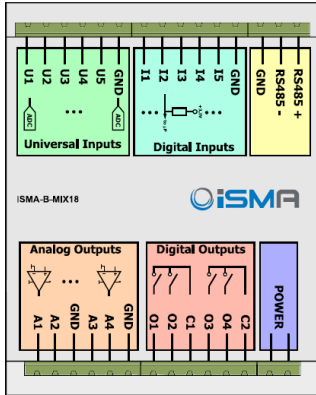 U1 U2 U3 U4 U5 GND
I1 I2 I3 I4 I5 GND
GND RS485 - RS485 +
ADC ADC
Universal Inputs
Digital Inputs
iSMA-B-MIX18
iSMA
Analog Outputs
Digital Outputs
POWER
A1 A2 GND A3 A4 GND
O1 O2 C1 O3 O4 C2